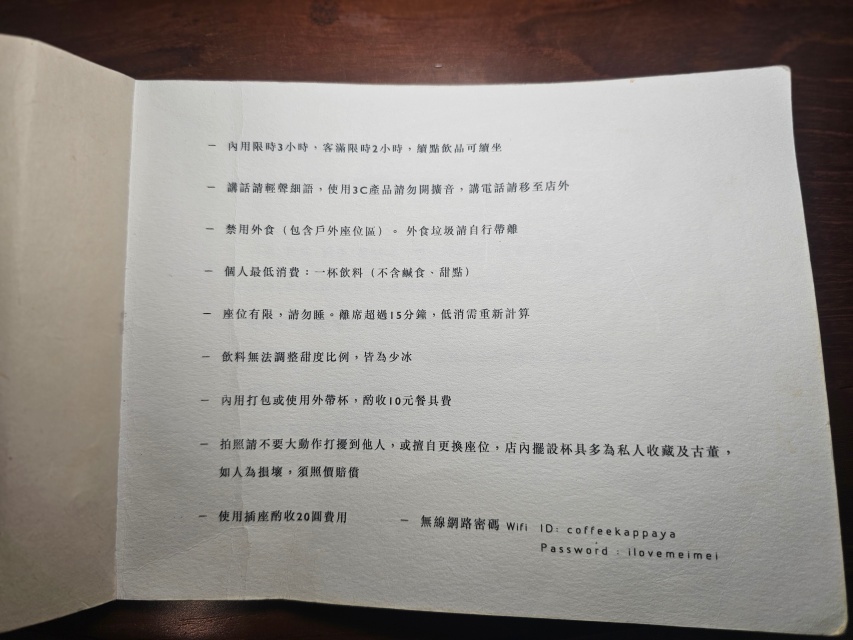 – 內用限時3小時，客滿限時2小時，續點飲品可續坐
– 講話請輕聲細語，使用3C產品請勿開擴音，講電話請移至店外
– 禁用外食（包含戶外座位區）。 外食垃圾請自行帶離
– 個人最低消費：一杯飲料（不含鹹食、甜點）
– 座位有限，請勿睡。離席超過15分鐘，低消需重新計算
– 飲料無法調整甜度比例，皆為少冰
– 內用打包或使用外帶杯，酌收10元餐具費
– 拍照請不要大動作打擾到他人，或擅自更換座位，店內擺設杯具多為私人收藏及古董，
如人為損壞，須照價賠償
– 使用插座酌收20圓費用
– 無線網路密碼 Wifi ID: coffeekappaya
Password : ilovemeimei